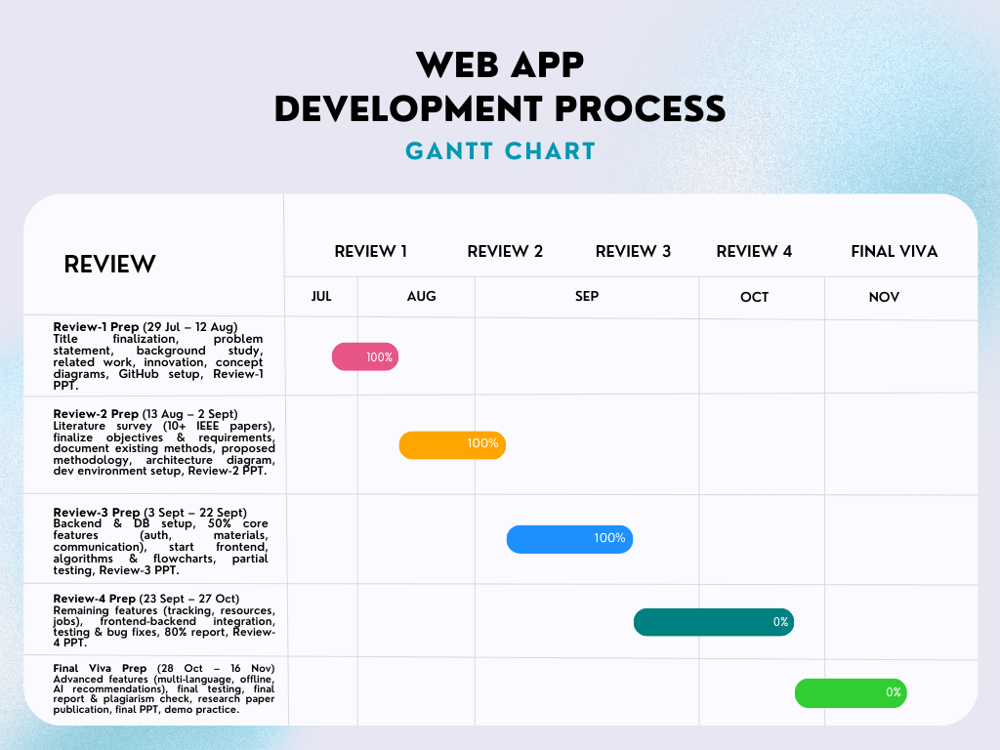 WEB APP
DEVELOPMENT PROCESS
GANTT CHART
REVIEW
REVIEW 1 REVIEW 2 REVIEW 3 REVIEW 4 FINAL VIVA
JUL AUG SEP OCT NOV
Review-1 Prep (29 Jul – 12 Aug)
Title finalization, problem
statement, background study,
related work, innovation, concept
diagrams, GitHub setup, Review-1
PPT.
100%
Review-2 Prep (13 Aug – 2 Sept)
Literature survey (10+ IEEE papers),
finalize objectives & requirements,
document existing methods, proposed
methodology, architecture diagram,
dev environment setup, Review-2 PPT.
100%
Review-3 Prep (3 Sept – 22 Sept)
Backend & DB setup, 50% core
features (auth, materials,
communication), start frontend,
algorithms & flowcharts, partial
testing, Review-3 PPT.
100%
Review-4 Prep (23 Sept – 27 Oct)
Remaining features (tracking, resources,
jobs), frontend-backend integration,
testing & bug fixes, 80% report, Review-
4 PPT.
0%
Final Viva Prep (28 Oct – 16 Nov)
Advanced features (multi-language, offline,
AI recommendations), final testing, final
report & plagiarism check, research paper
publication, final PPT, demo practice.
0%